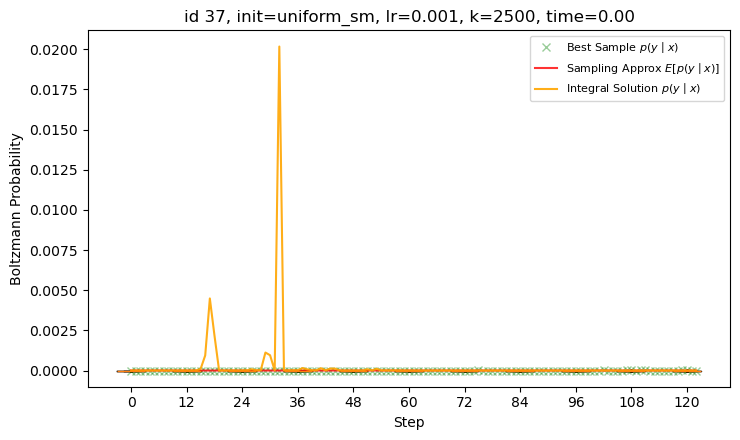 id 37, init=uniform_sm, lr=0.001, k=2500, time=0.00
Best Sample p(y | x)
Sampling Approx E[p(y | x)]
Integral Solution p(y | x)
Boltzmann Probability
0.0200
0.0175
0.0150
0.0125
0.0100
0.0075
0.0050
0.0025
0.0000
0 12 24 36 48 60 72 84 96 108 120
Step